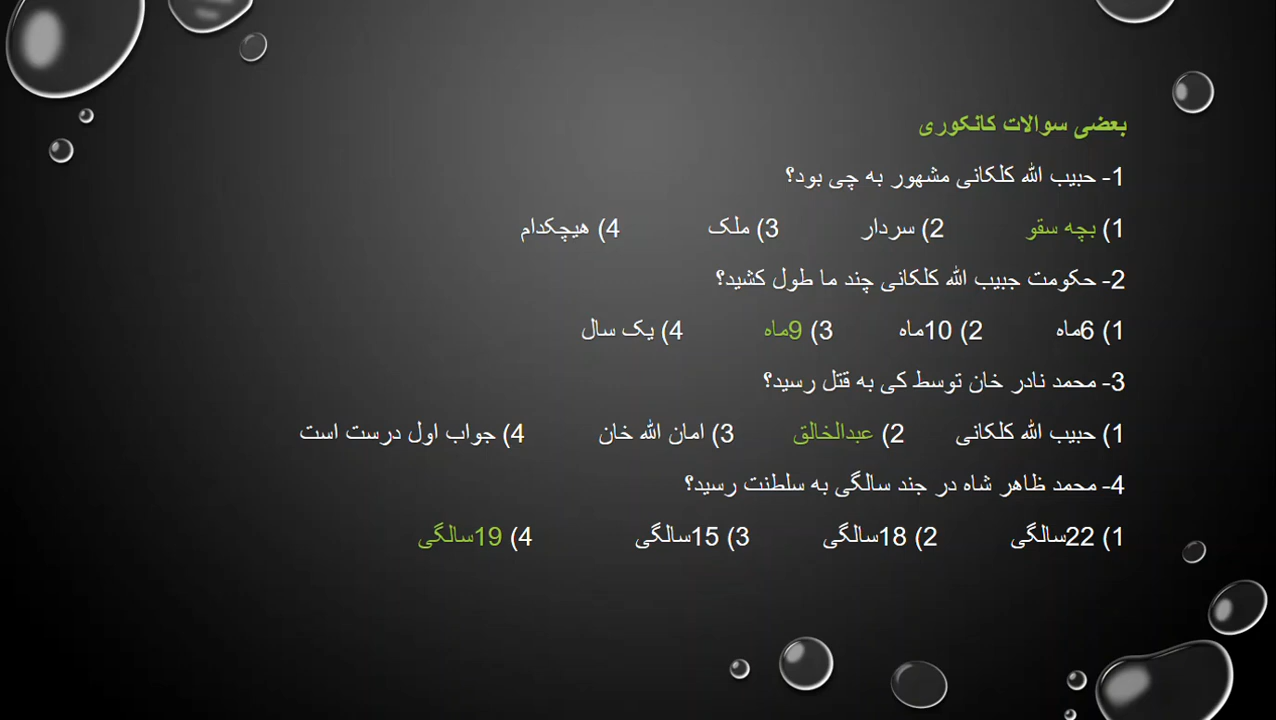 بعضی سوالات کانکوری
1- حبیب الله کلکانی مشهور به چی بود؟
1) بچه سقو 2) سردار 3) ملک 4) هیچکدام
2- حکومت جبیب الله کلکانی چند ما طول کشید؟
1) 6ماه 2) 10ماه 3) 9ماه 4) یک سال
3- محمد نادر خان توسط کی به قتل رسید؟
1) حبیب الله کلکانی 2) عبدالخالق 3) امان الله خان 4) جواب اول درست است
4- محمد ظاهر شاه در جند سالگی به سلطنت رسید؟
1) 22سالگی 2) 18سالگی 3) 15سالگی 4) 19سالگی